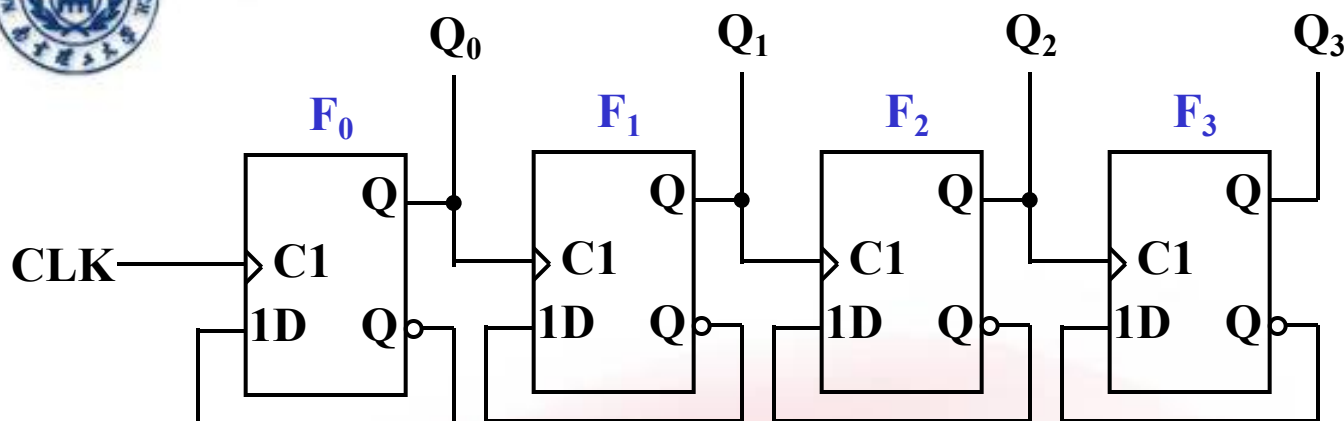 Q₀ Q₁ Q₂ Q₃
F₀ F₁ F₂ F₃
Q Q Q Q
CLK C1 C1 C1 C1
1D Q 1D Q 1D Q 1D Q